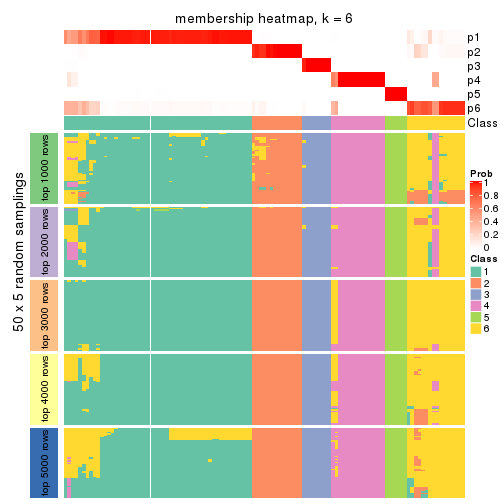 membership heatmap, k = 6
p1
p2
p3
p4
p5
p6
Class
50 x 5 random samplings
top 1000 rows
top 2000 rows
top 3000 rows
top 4000 rows
top 5000 rows
Prob
1
0.8
0.6
0.4
0.2
0
Class
1
2
3
4
5
6